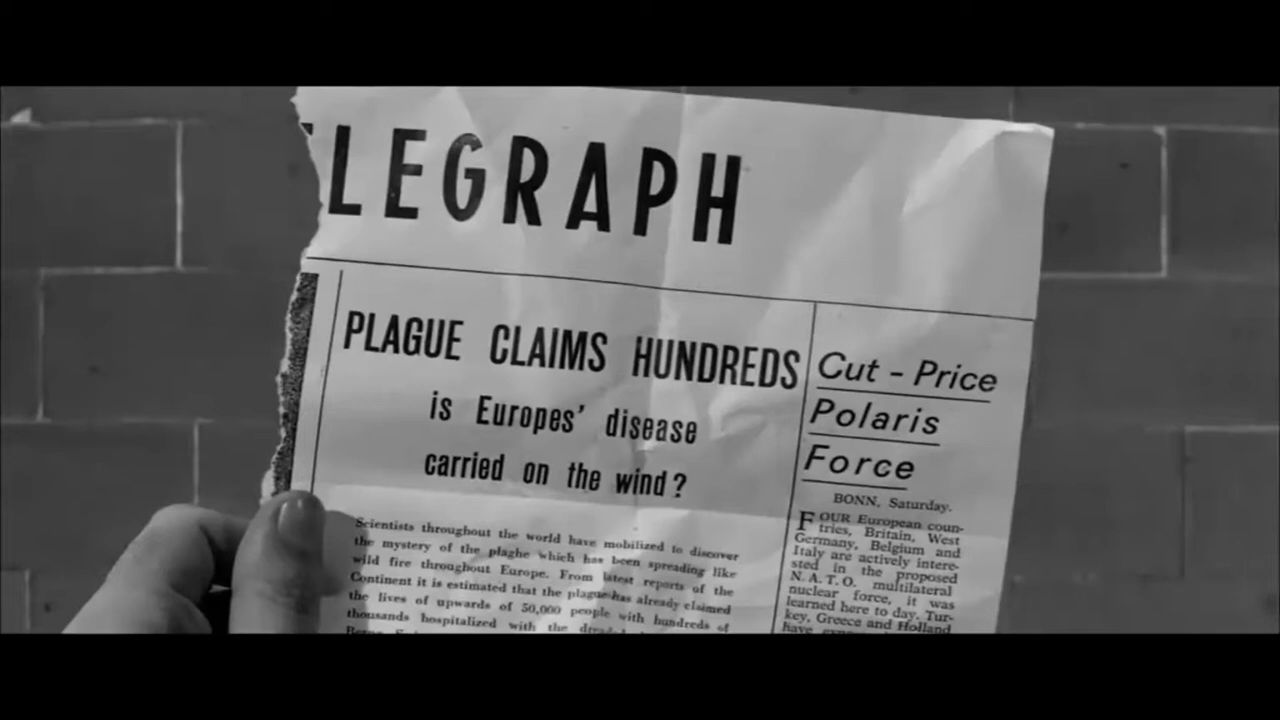 LEGRAPH
PLAGUE CLAIMS HUNDREDS
is Europes' disease
carried on the wind?
Scientists throughout the world have mobilized to discover
the mystery of the plaghe which has been spreading like
wild fire throughout Europe. From latest reports of the
Continent it is estimated that the plague has already claimed
the lives of upwards of 50,000 people with hundreds of
thousands hospitalized with the
Cut - Price
Polaris
Force
BONN, Saturday.
FOUR European coun-
tries, Britain, West
Germany, Belgium and
Italy are actively intere-
sted in the proposed
N.A.T.O. multilateral
nuclear force, it was
learned here to day. Tur-
key, Greece and Holland
have